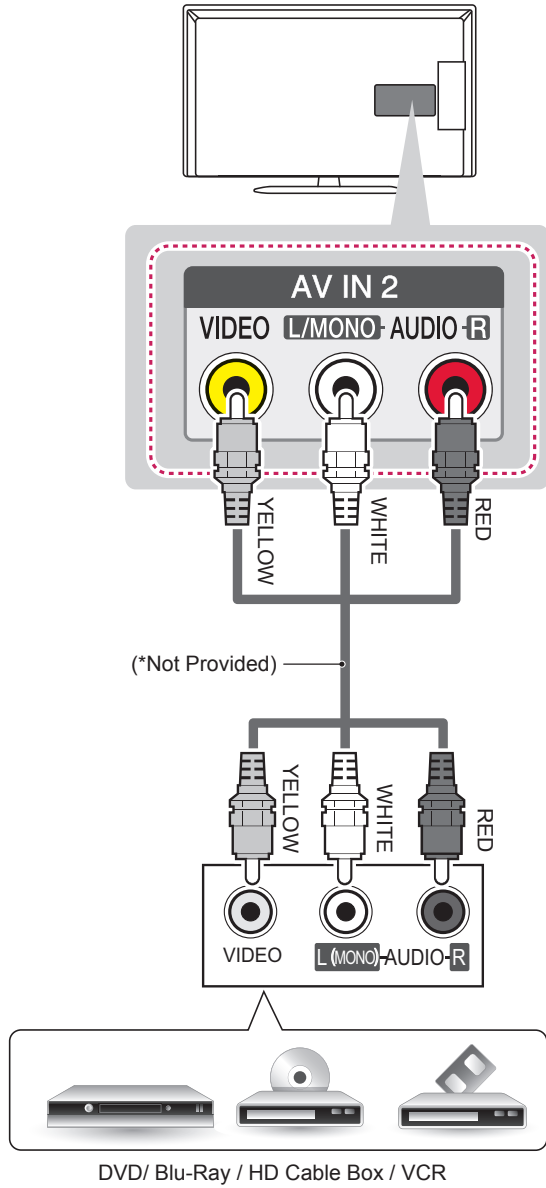 AV IN 2
VIDEO L/MONO AUDIO R
YELLOW
WHITE
RED
(*Not Provided)
YELLOW
WHITE
RED
VIDEO L (MONO) AUDIO R
DVD/ Blu-Ray / HD Cable Box / VCR